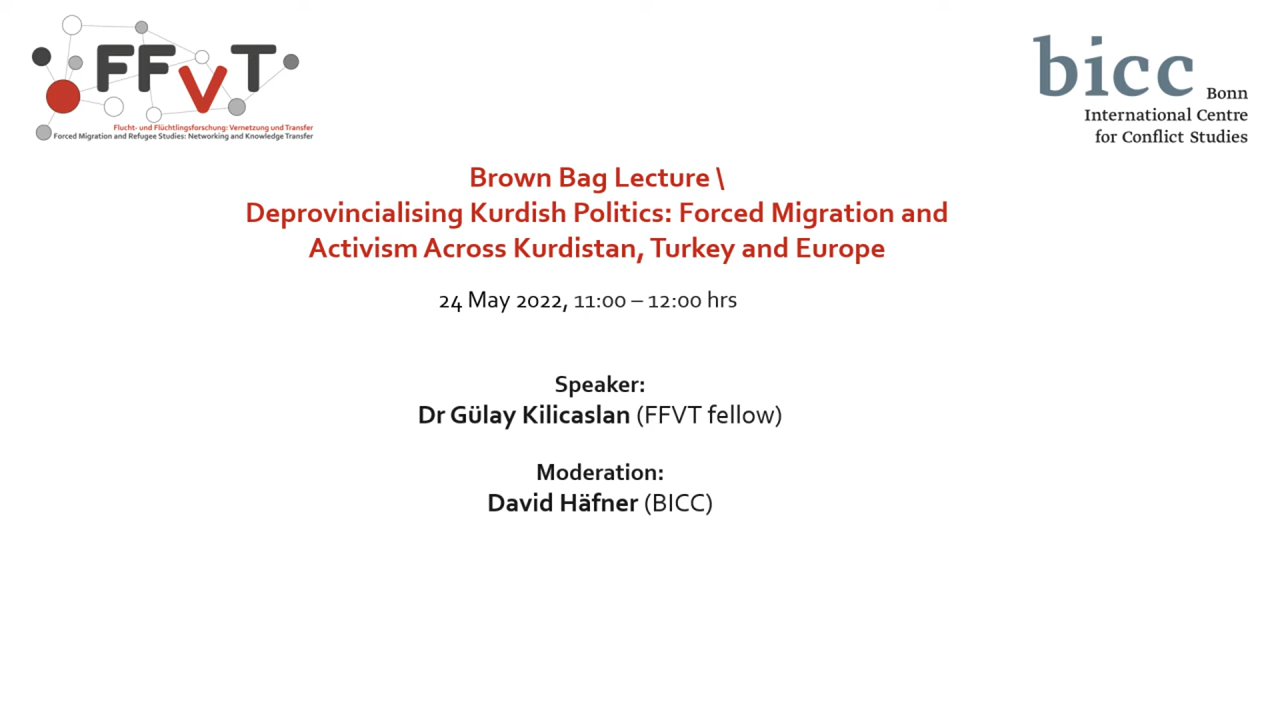 FFVT
Flucht- und Flüchtlingsforschung: Vernetzung und Transfer
Forced Migration and Refugee Studies: Networking and Knowledge Transfer
bicc Bonn
International Centre
for Conflict Studies
Brown Bag Lecture \
Deprovincialising Kurdish Politics: Forced Migration and
Activism Across Kurdistan, Turkey and Europe
24 May 2022, 11:00 – 12:00 hrs
Speaker:
Dr Gülay Kilicaslan (FFVT fellow)
Moderation:
David Häfner (BICC)